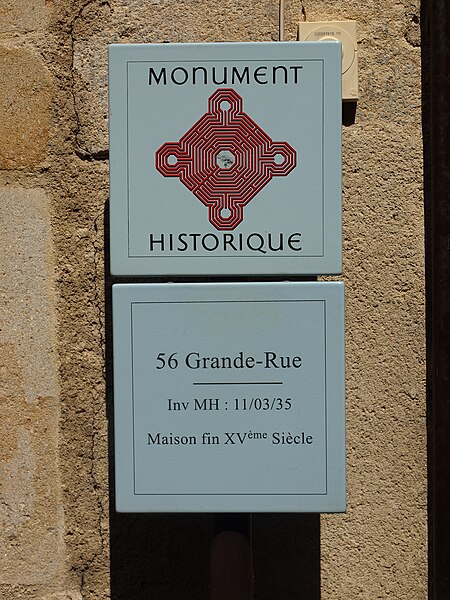 MONUMENT
HISTORIQUE
56 Grande-Rue
Inv MH : 11/03/35
Maison fin XVème Siècle